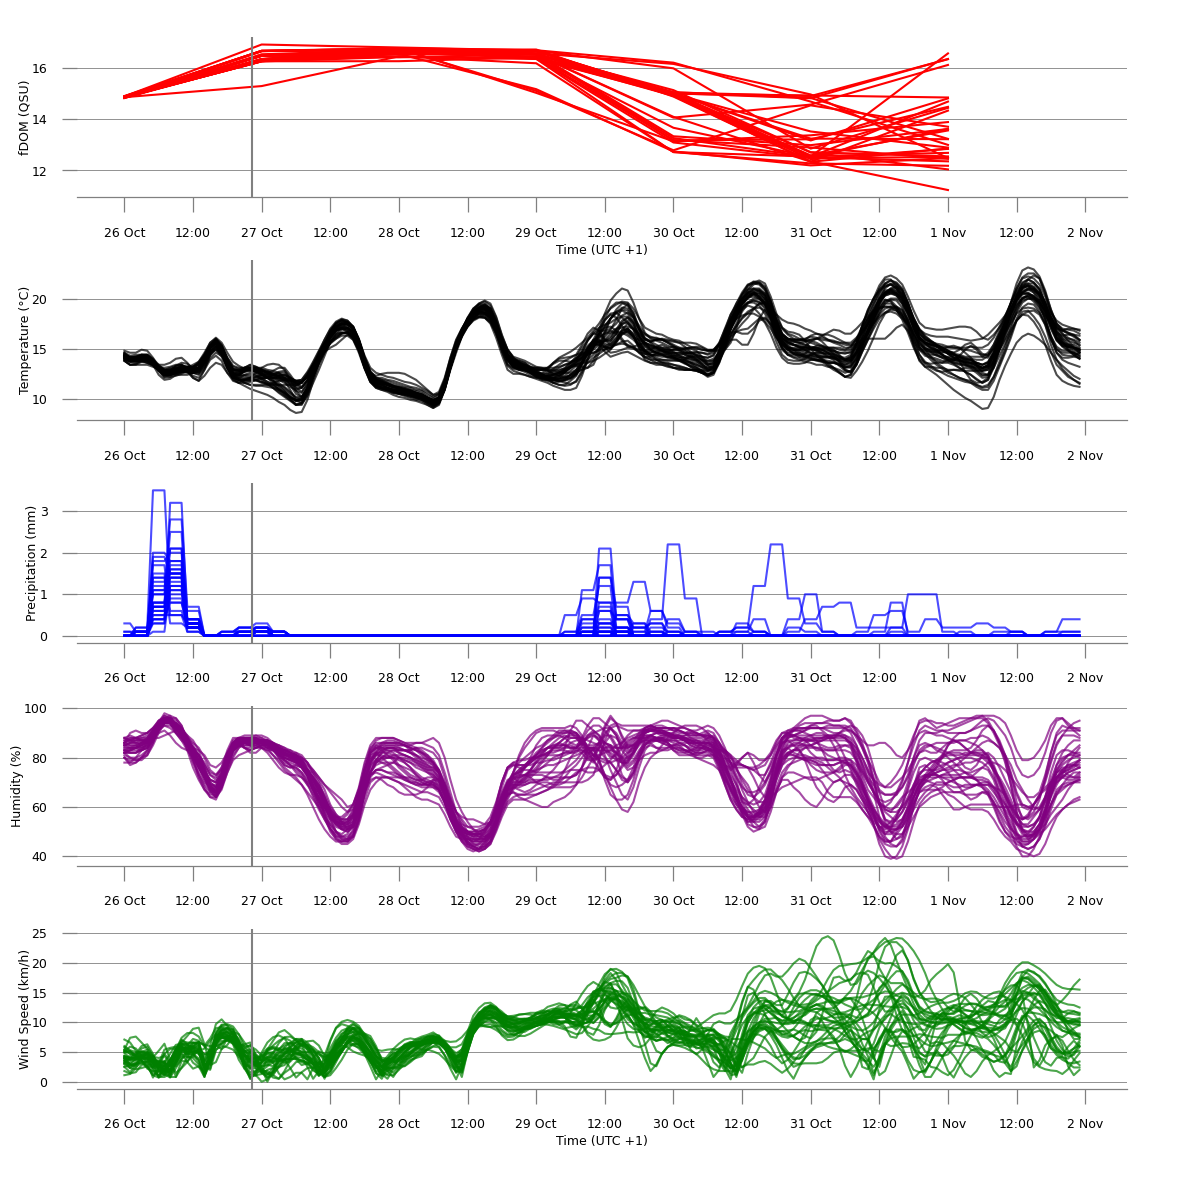 fDOM (QSU)
16
14
12
26 Oct 12:00 27 Oct 12:00 28 Oct 12:00 29 Oct 12:00 30 Oct 12:00 31 Oct 12:00 1 Nov 12:00 2 Nov
Time (UTC +1)
Temperature (°C)
20
15
10
26 Oct 12:00 27 Oct 12:00 28 Oct 12:00 29 Oct 12:00 30 Oct 12:00 31 Oct 12:00 1 Nov 12:00 2 Nov
Precipitation (mm)
3
2
1
0
26 Oct 12:00 27 Oct 12:00 28 Oct 12:00 29 Oct 12:00 30 Oct 12:00 31 Oct 12:00 1 Nov 12:00 2 Nov
Humidity (%)
100
80
60
40
26 Oct 12:00 27 Oct 12:00 28 Oct 12:00 29 Oct 12:00 30 Oct 12:00 31 Oct 12:00 1 Nov 12:00 2 Nov
Wind Speed (km/h)
25
20
15
10
5
0
26 Oct 12:00 27 Oct 12:00 28 Oct 12:00 29 Oct 12:00 30 Oct 12:00 31 Oct 12:00 1 Nov 12:00 2 Nov
Time (UTC +1)